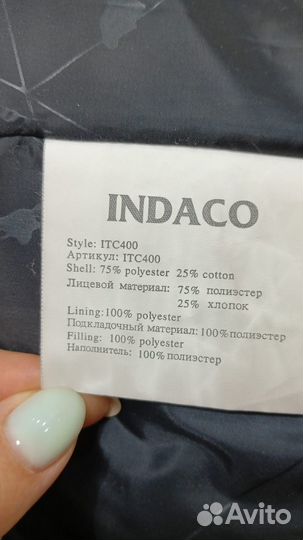 INDACO
Style: ITC400
Артикул: ITC400
Shell: 75% polyester 25% cotton
Лицевой материал: 75% полиэстер
25% хлопок
Lining:100% polyester
Подкладочный материал:100%полиэстер
Filling: 100% polyester
Наполнитель: 100%полиэстер
Avito